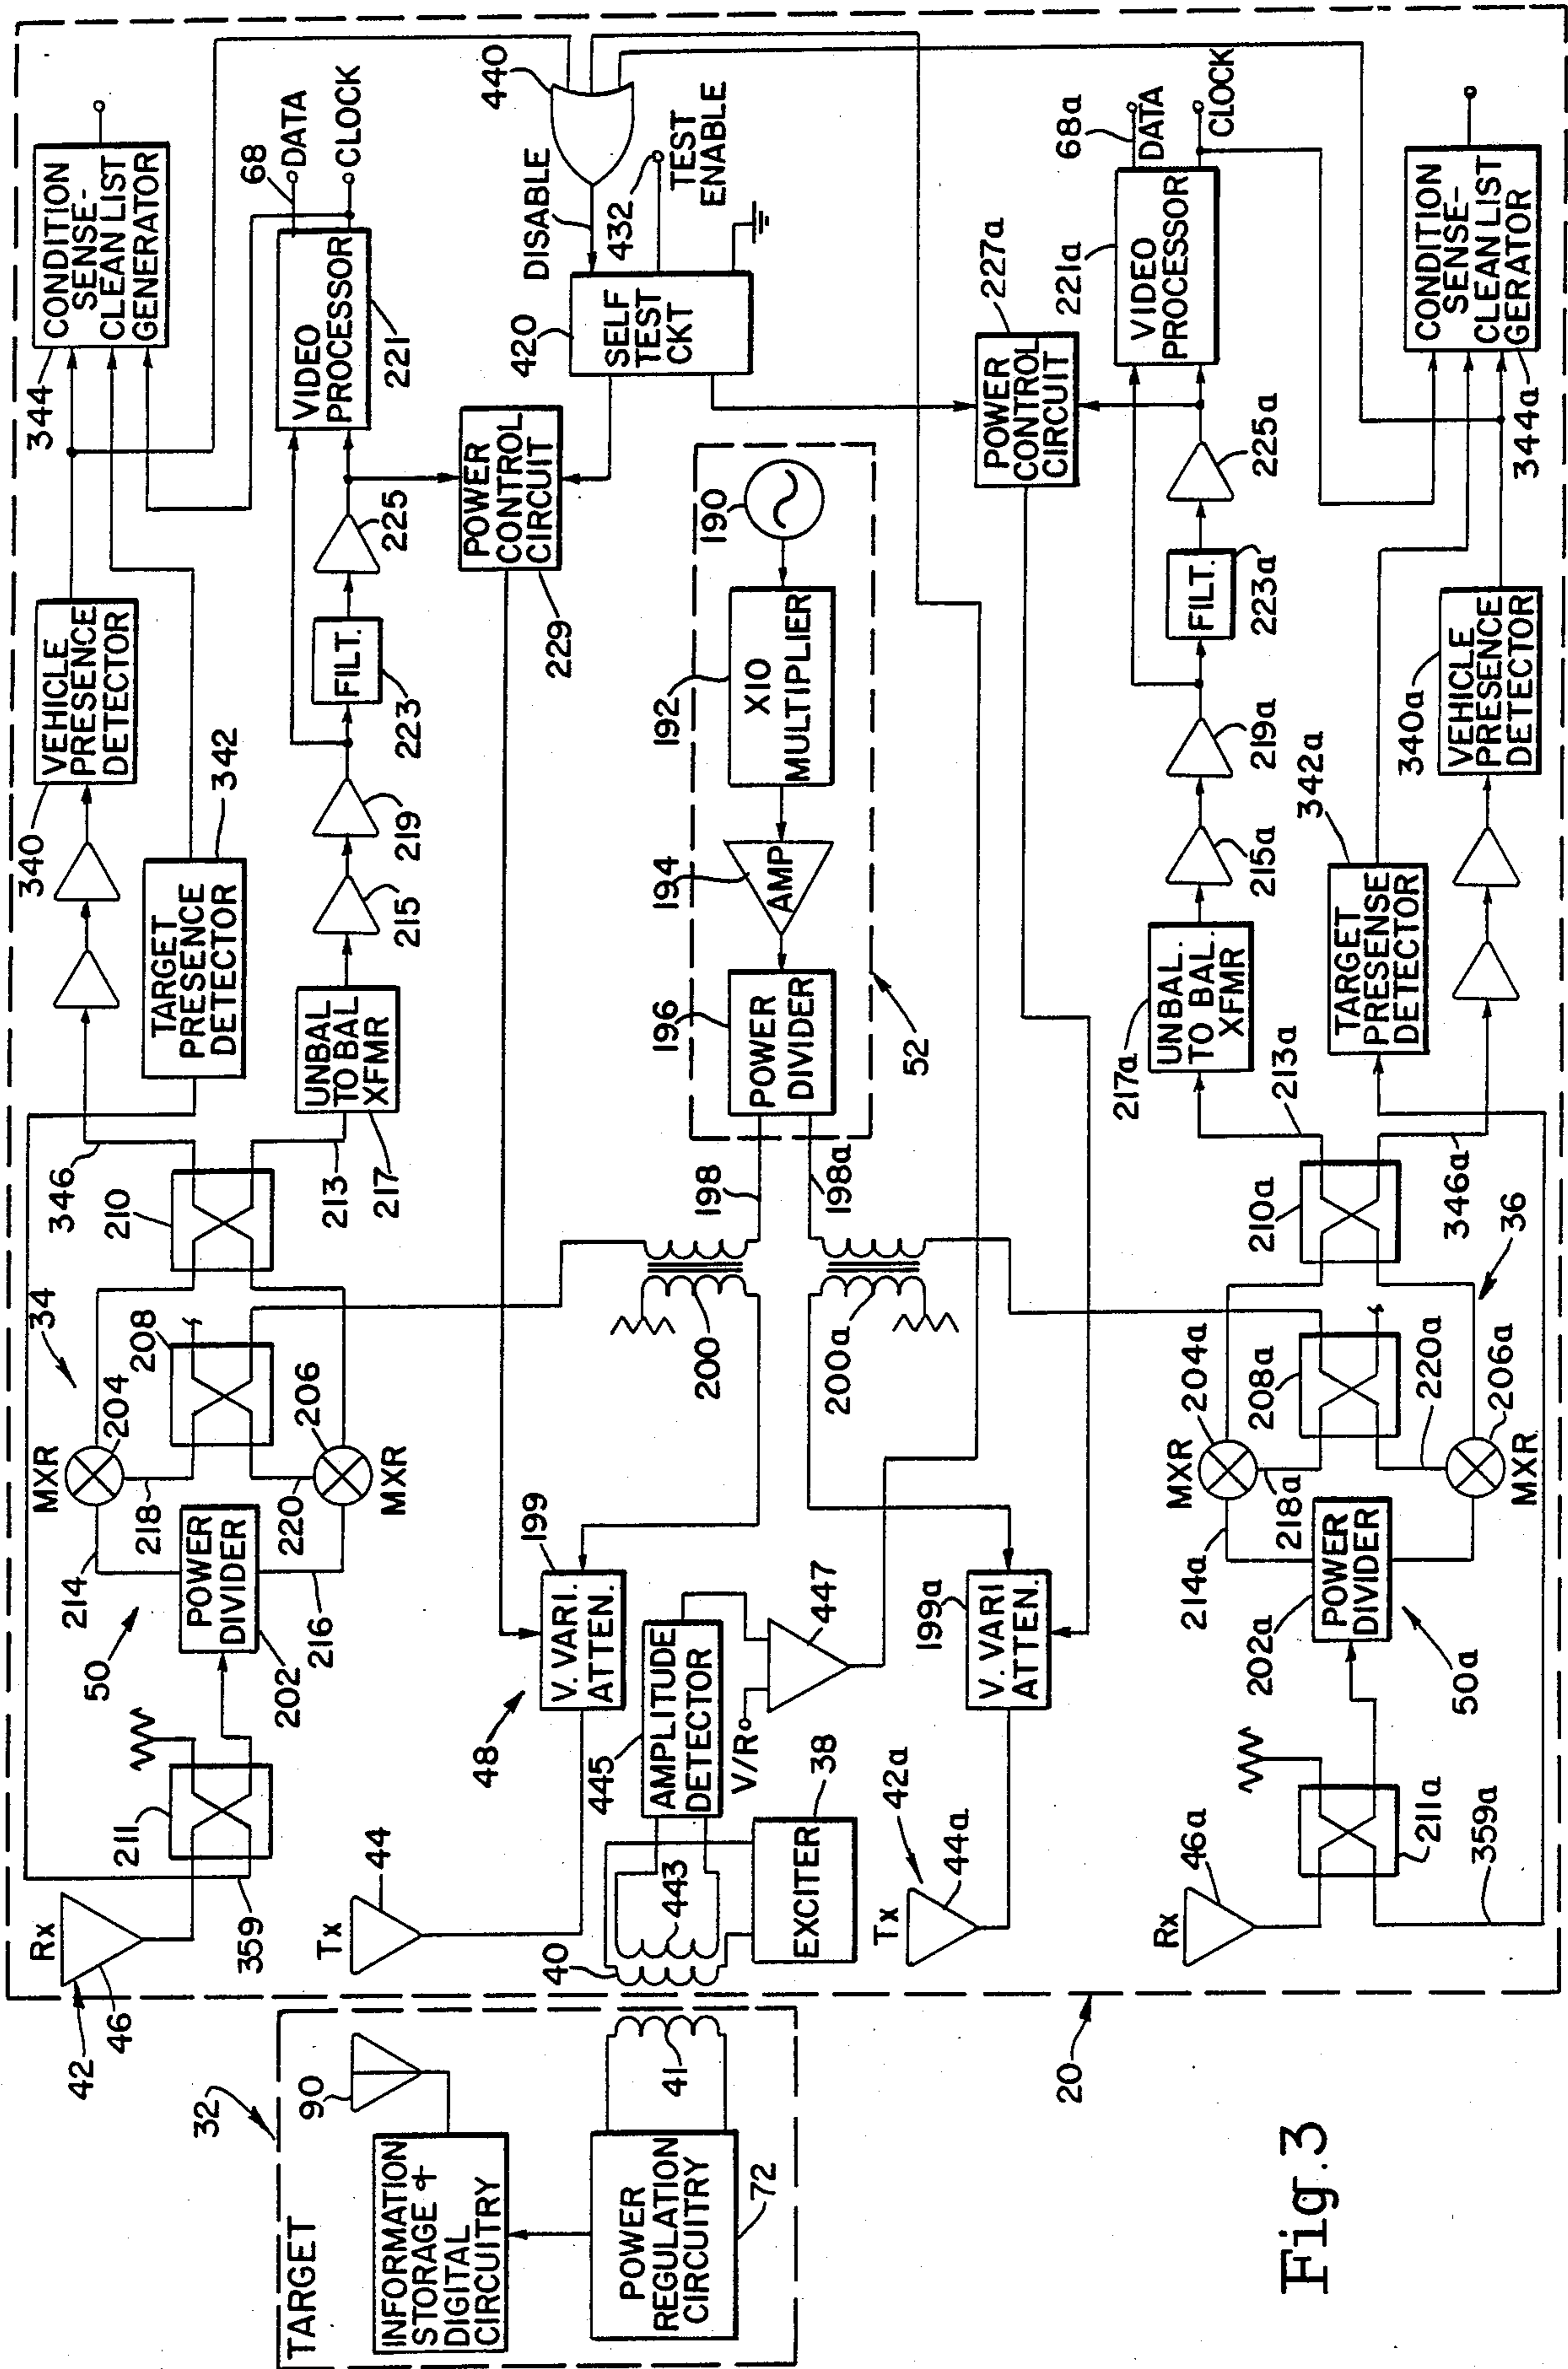 344
CONDITION
SENSE-
CLEAN LIST
GENERATOR
340
VEHICLE
PRESENCE
DETECTOR
342
TARGET
PRESENCE
DETECTOR
68
DATA
CLOCK
VIDEO
PROCESSOR
221
225
FILT.
223
219
215
UNBAL
TO BAL
XFMR
217
213
346
210
34
208
MXR
204
206
MXR
218
220
214
216
POWER
DIVIDER
202
50
211
Rx
46
42
359
440
DISABLE
432
TEST
ENABLE
420
SELF
TEST
CKT
POWER
CONTROL
CIRCUIT
229
190
192
X10
MULTIPLIER
194
AMP
196
POWER
DIVIDER
52
198
198a
200
200a
199
V. VARI.
ATTEN.
48
Tx
44
445
AMPLITUDE
DETECTOR
V/R
447
443
40
EXCITER
38
199a
V. VARI
ATTEN.
42a
Tx
44a
227a
POWER
CONTROL
CIRCUIT
221a
VIDEO
PROCESSOR
68a
DATA
CLOCK
225a
FILT.
223a
219a
215a
217a
UNBAL.
TO BAL.
XFMR
213a
CONDITION
SENSE-
CLEAN LIST
GERATOR
344a
340a
VEHICLE
PRESENCE
DETECTOR
342a
TARGET
PRESENSE
DETECTOR
346a
210a
36
208a
204a
MXR
218a
220a
206a
MXR
214a
202a
POWER
DIVIDER
50a
Rx
46a
211a
359a
20
32
TARGET
90
INFORMATION
STORAGE &
DIGITAL
CIRCUITRY
41
POWER
REGULATION
CIRCUITRY
72
Fig. 3